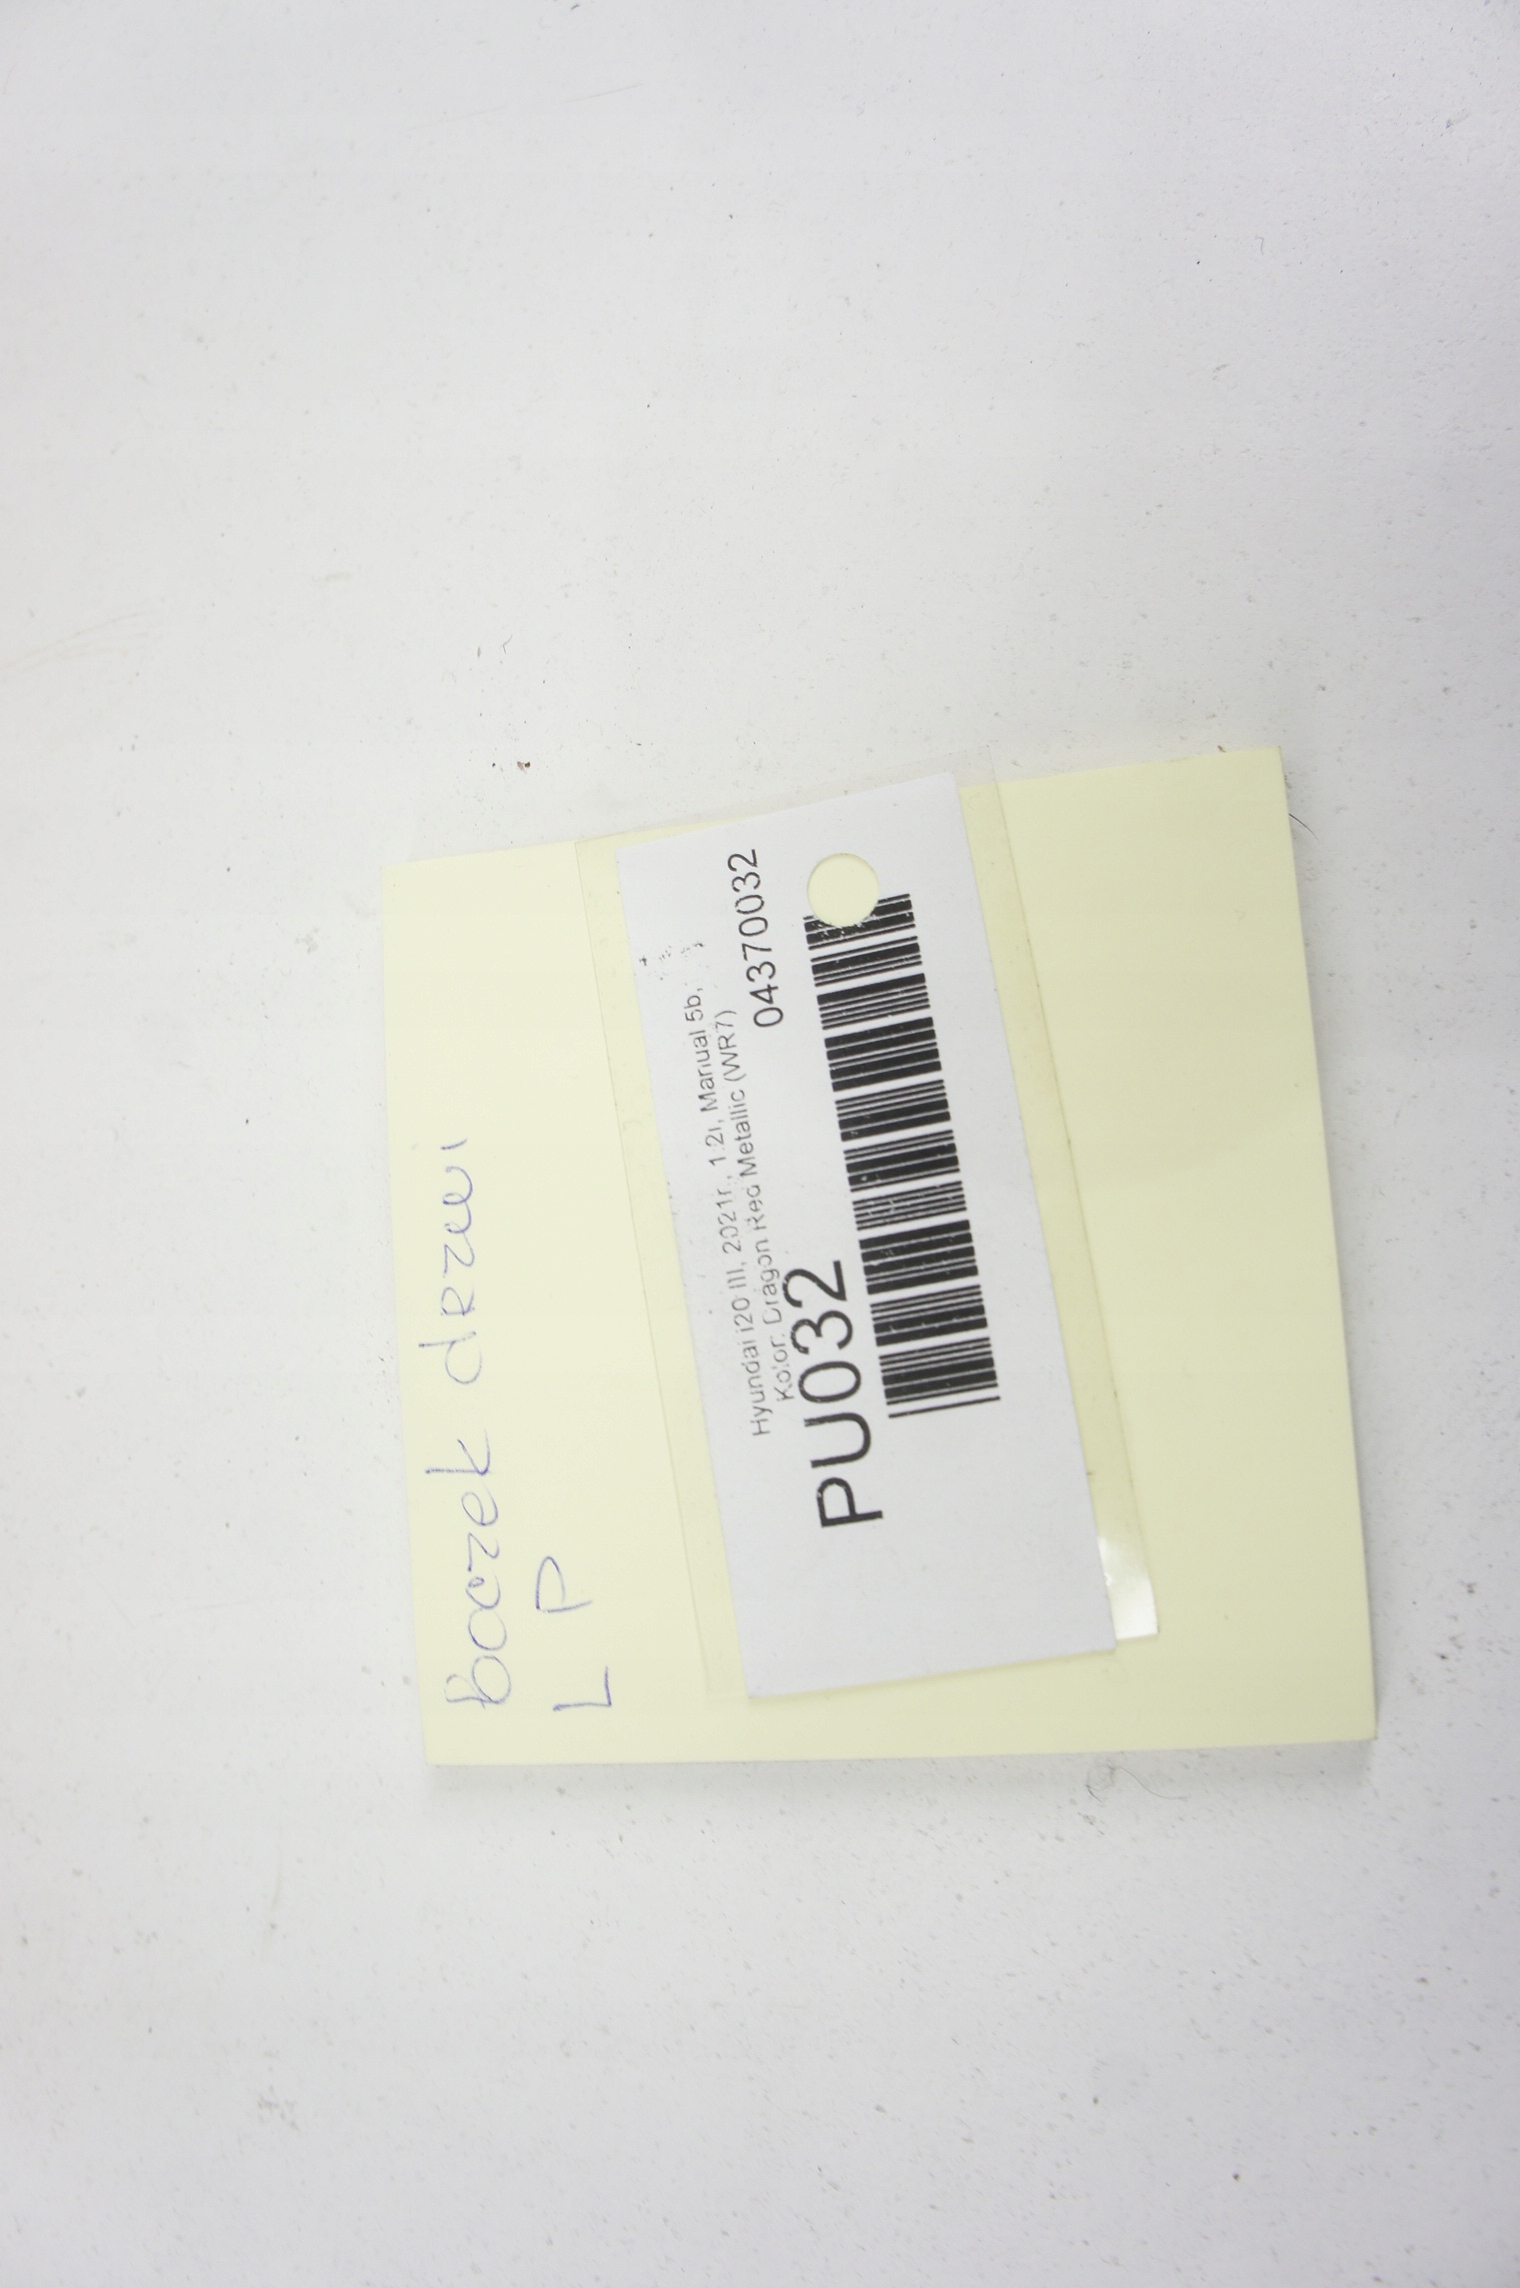 Boczek drzwi
L P
Hyundai i20 III, 2021r., 1.2i, Manual 5b,
Kolor: Dragon Red Metallic (WR7)
PU032 04370032